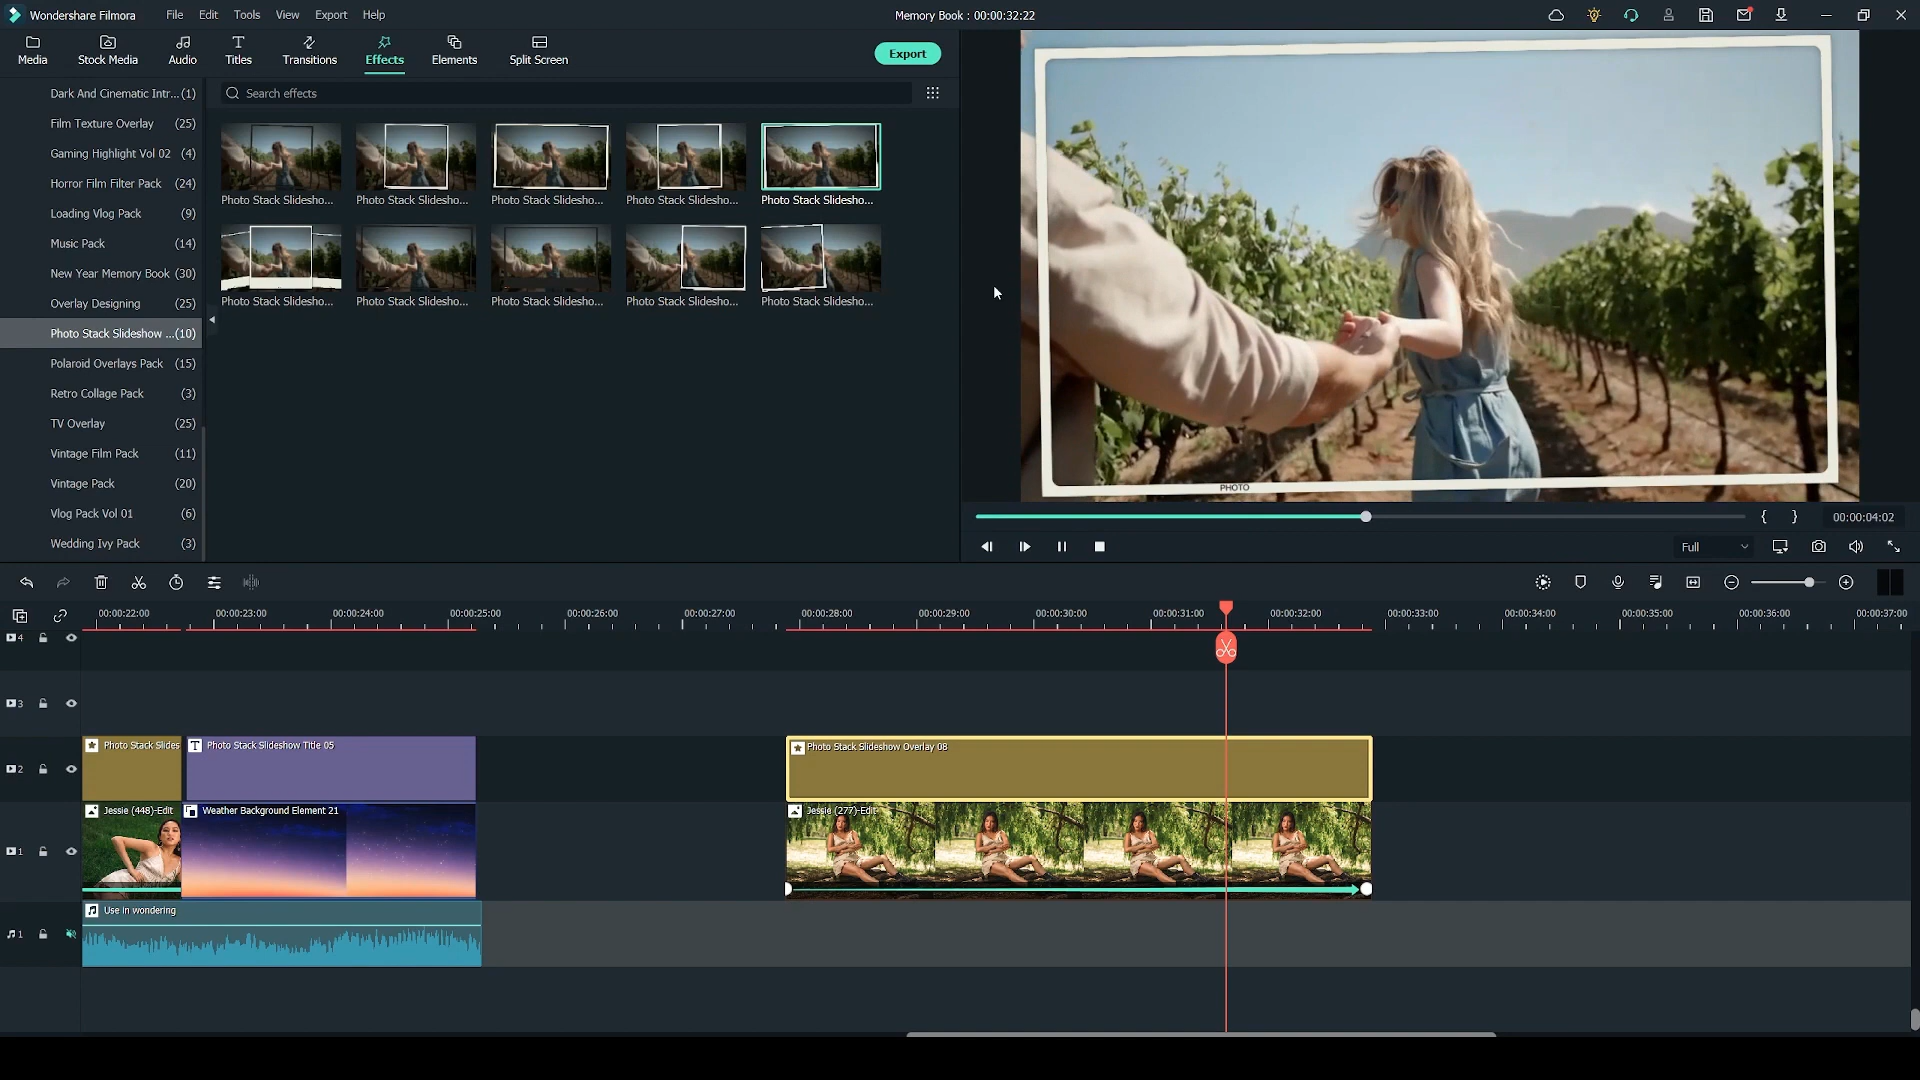 Wondershare Filmora File Edit Tools View Export Help Memory Book : 00:00:32:22
Media Stock Media Audio Titles Transitions Effects Elements Split Screen Export
Search effects
Dark And Cinematic Intr... (1)
Film Texture Overlay (25)
Gaming Highlight Vol 02 (4)
Horror Film Filter Pack (24)
Loading Vlog Pack (9)
Music Pack (14)
New Year Memory Book (30)
Overlay Designing (25)
Photo Stack Slideshow ... (10)
Polaroid Overlays Pack (15)
Retro Collage Pack (3)
TV Overlay (25)
Vintage Film Pack (11)
Vintage Pack (20)
Vlog Pack Vol 01 (6)
Wedding Ivy Pack (3)
Photo Stack Slidesho... Photo Stack Slidesho... Photo Stack Slidesho... Photo Stack Slidesho... Photo Stack Slidesho...
Photo Stack Slidesho... Photo Stack Slidesho... Photo Stack Slidesho... Photo Stack Slidesho... Photo Stack Slidesho...
PHOTO
{ } 00:00:04:02
Full
00:00:22:00 00:00:23:00 00:00:24:00 00:00:25:00 00:00:26:00 00:00:27:00 00:00:28:00 00:00:29:00 00:00:30:00 00:00:31:00 00:00:32:00 00:00:33:00 00:00:34:00 00:00:35:00 00:00:36:00 00:00:37:00
4
3
2 Photo Stack Slides Photo Stack Slideshow Title 05 Photo Stack Slideshow Overlay 08
1 Jessie (448)-Edit Weather Background Element 21 Jessie (277)-Edit
1 Use in wondering